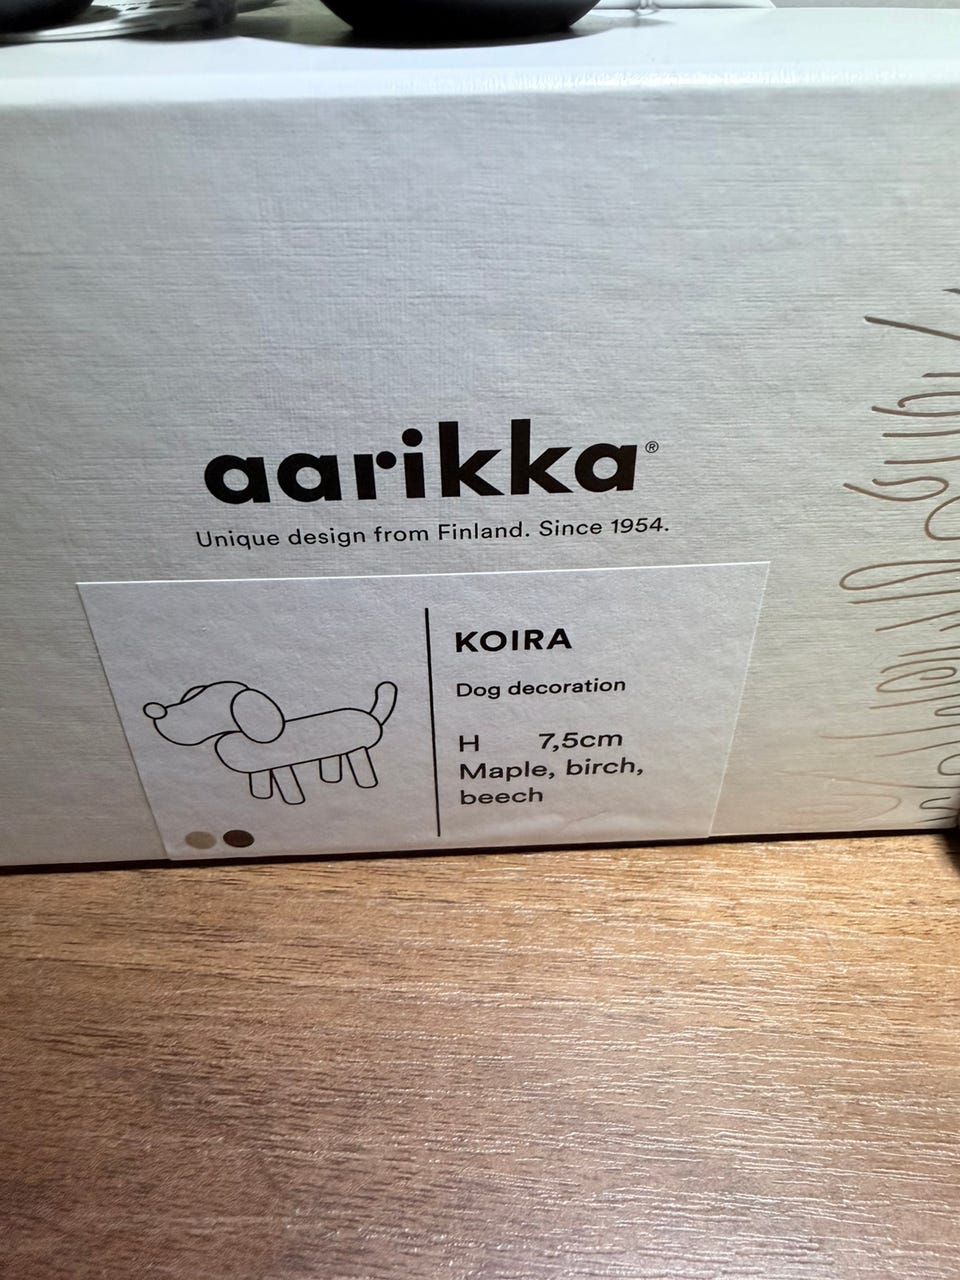 aarikka®
Unique design from Finland. Since 1954.
KOIRA
Dog decoration
H 7,5cm
Maple, birch,
beech